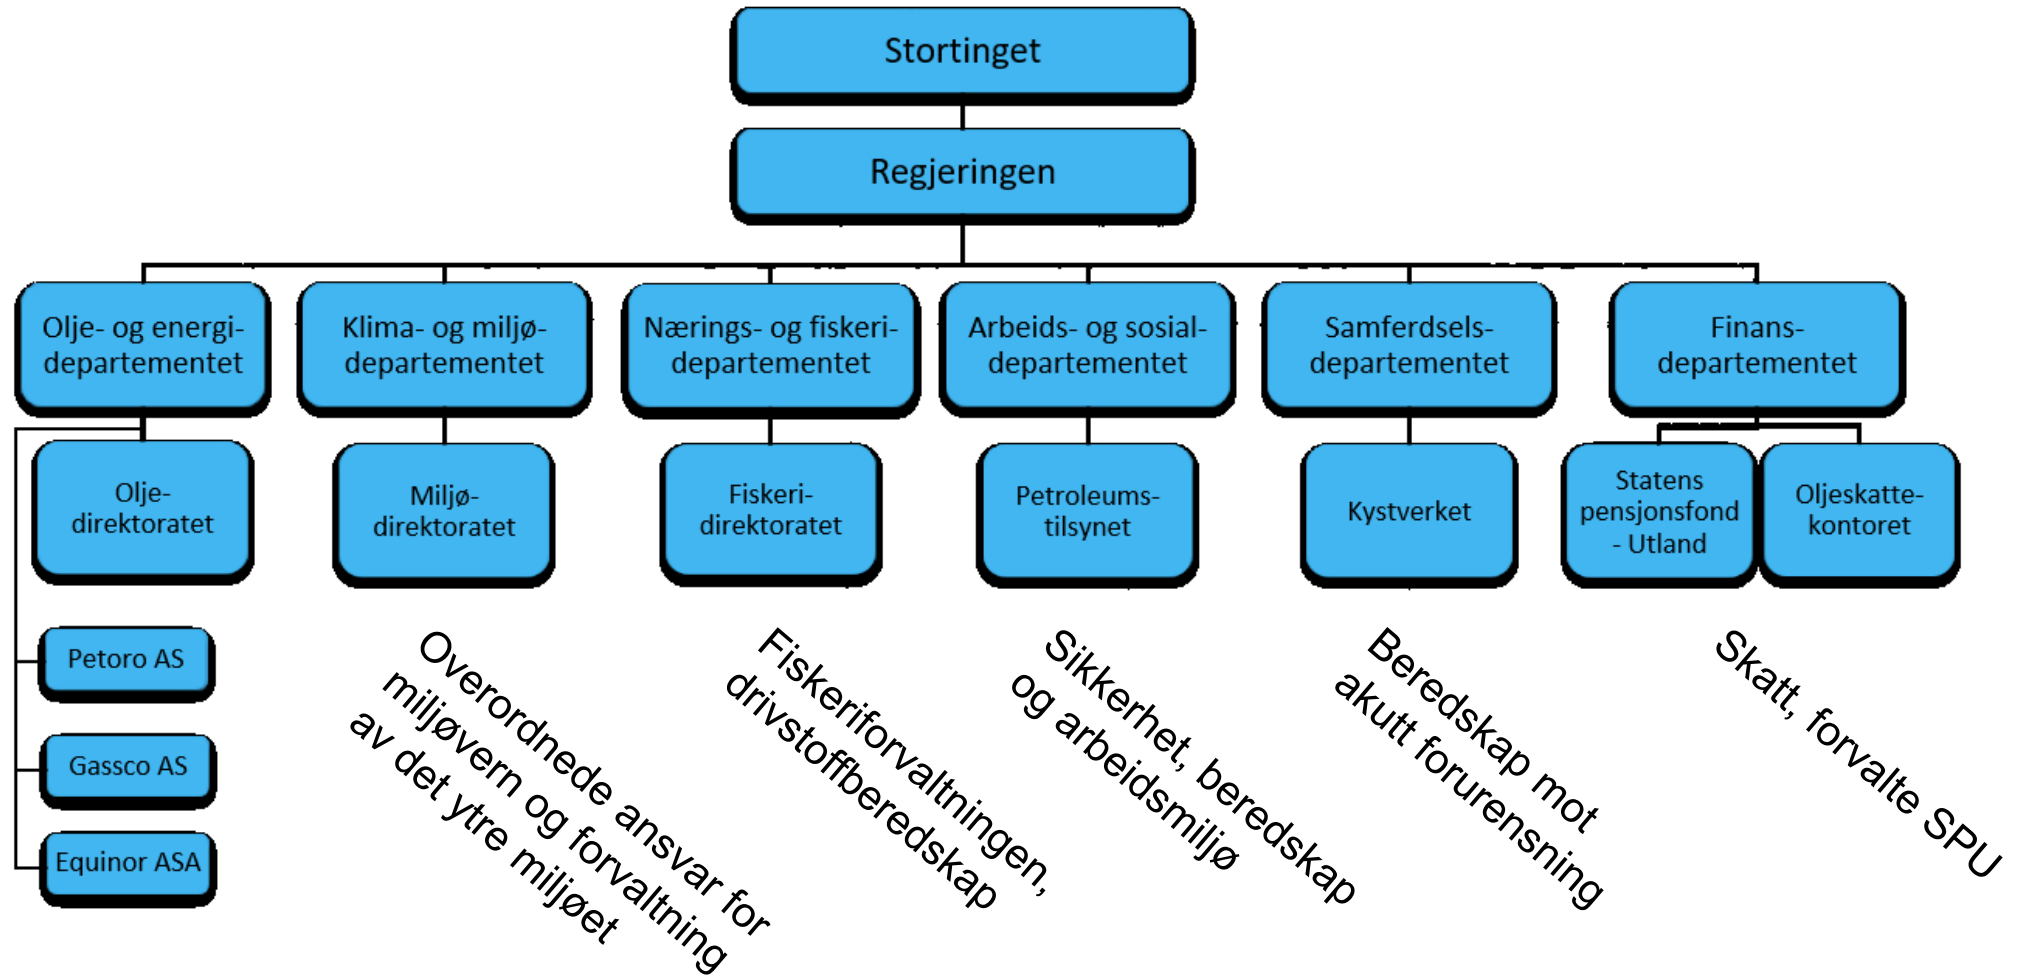 Stortinget
Regjeringen
Olje- og energi-
departementet
Klima- og miljø-
departementet
Nærings- og fiskeri-
departementet
Arbeids- og sosial-
departementet
Samferdsels-
departementet
Finans-
departementet
Olje-
direktoratet
Miljø-
direktoratet
Fiskeri-
direktoratet
Petroleums-
tilsynet
Kystverket
Statens
pensjonsfond
- Utland
Oljeskatte-
kontoret
Petoro AS
Gassco AS
Equinor ASA
Overordnede ansvar for
miljøvern og forvaltning
av det ytre miljøet
Fiskeriforvaltningen,
drivstoffberedskap
Sikkerhet, beredskap
og arbeidsmiljø
Beredskap mot
akutt forurensning
Skatt, forvalte SPU